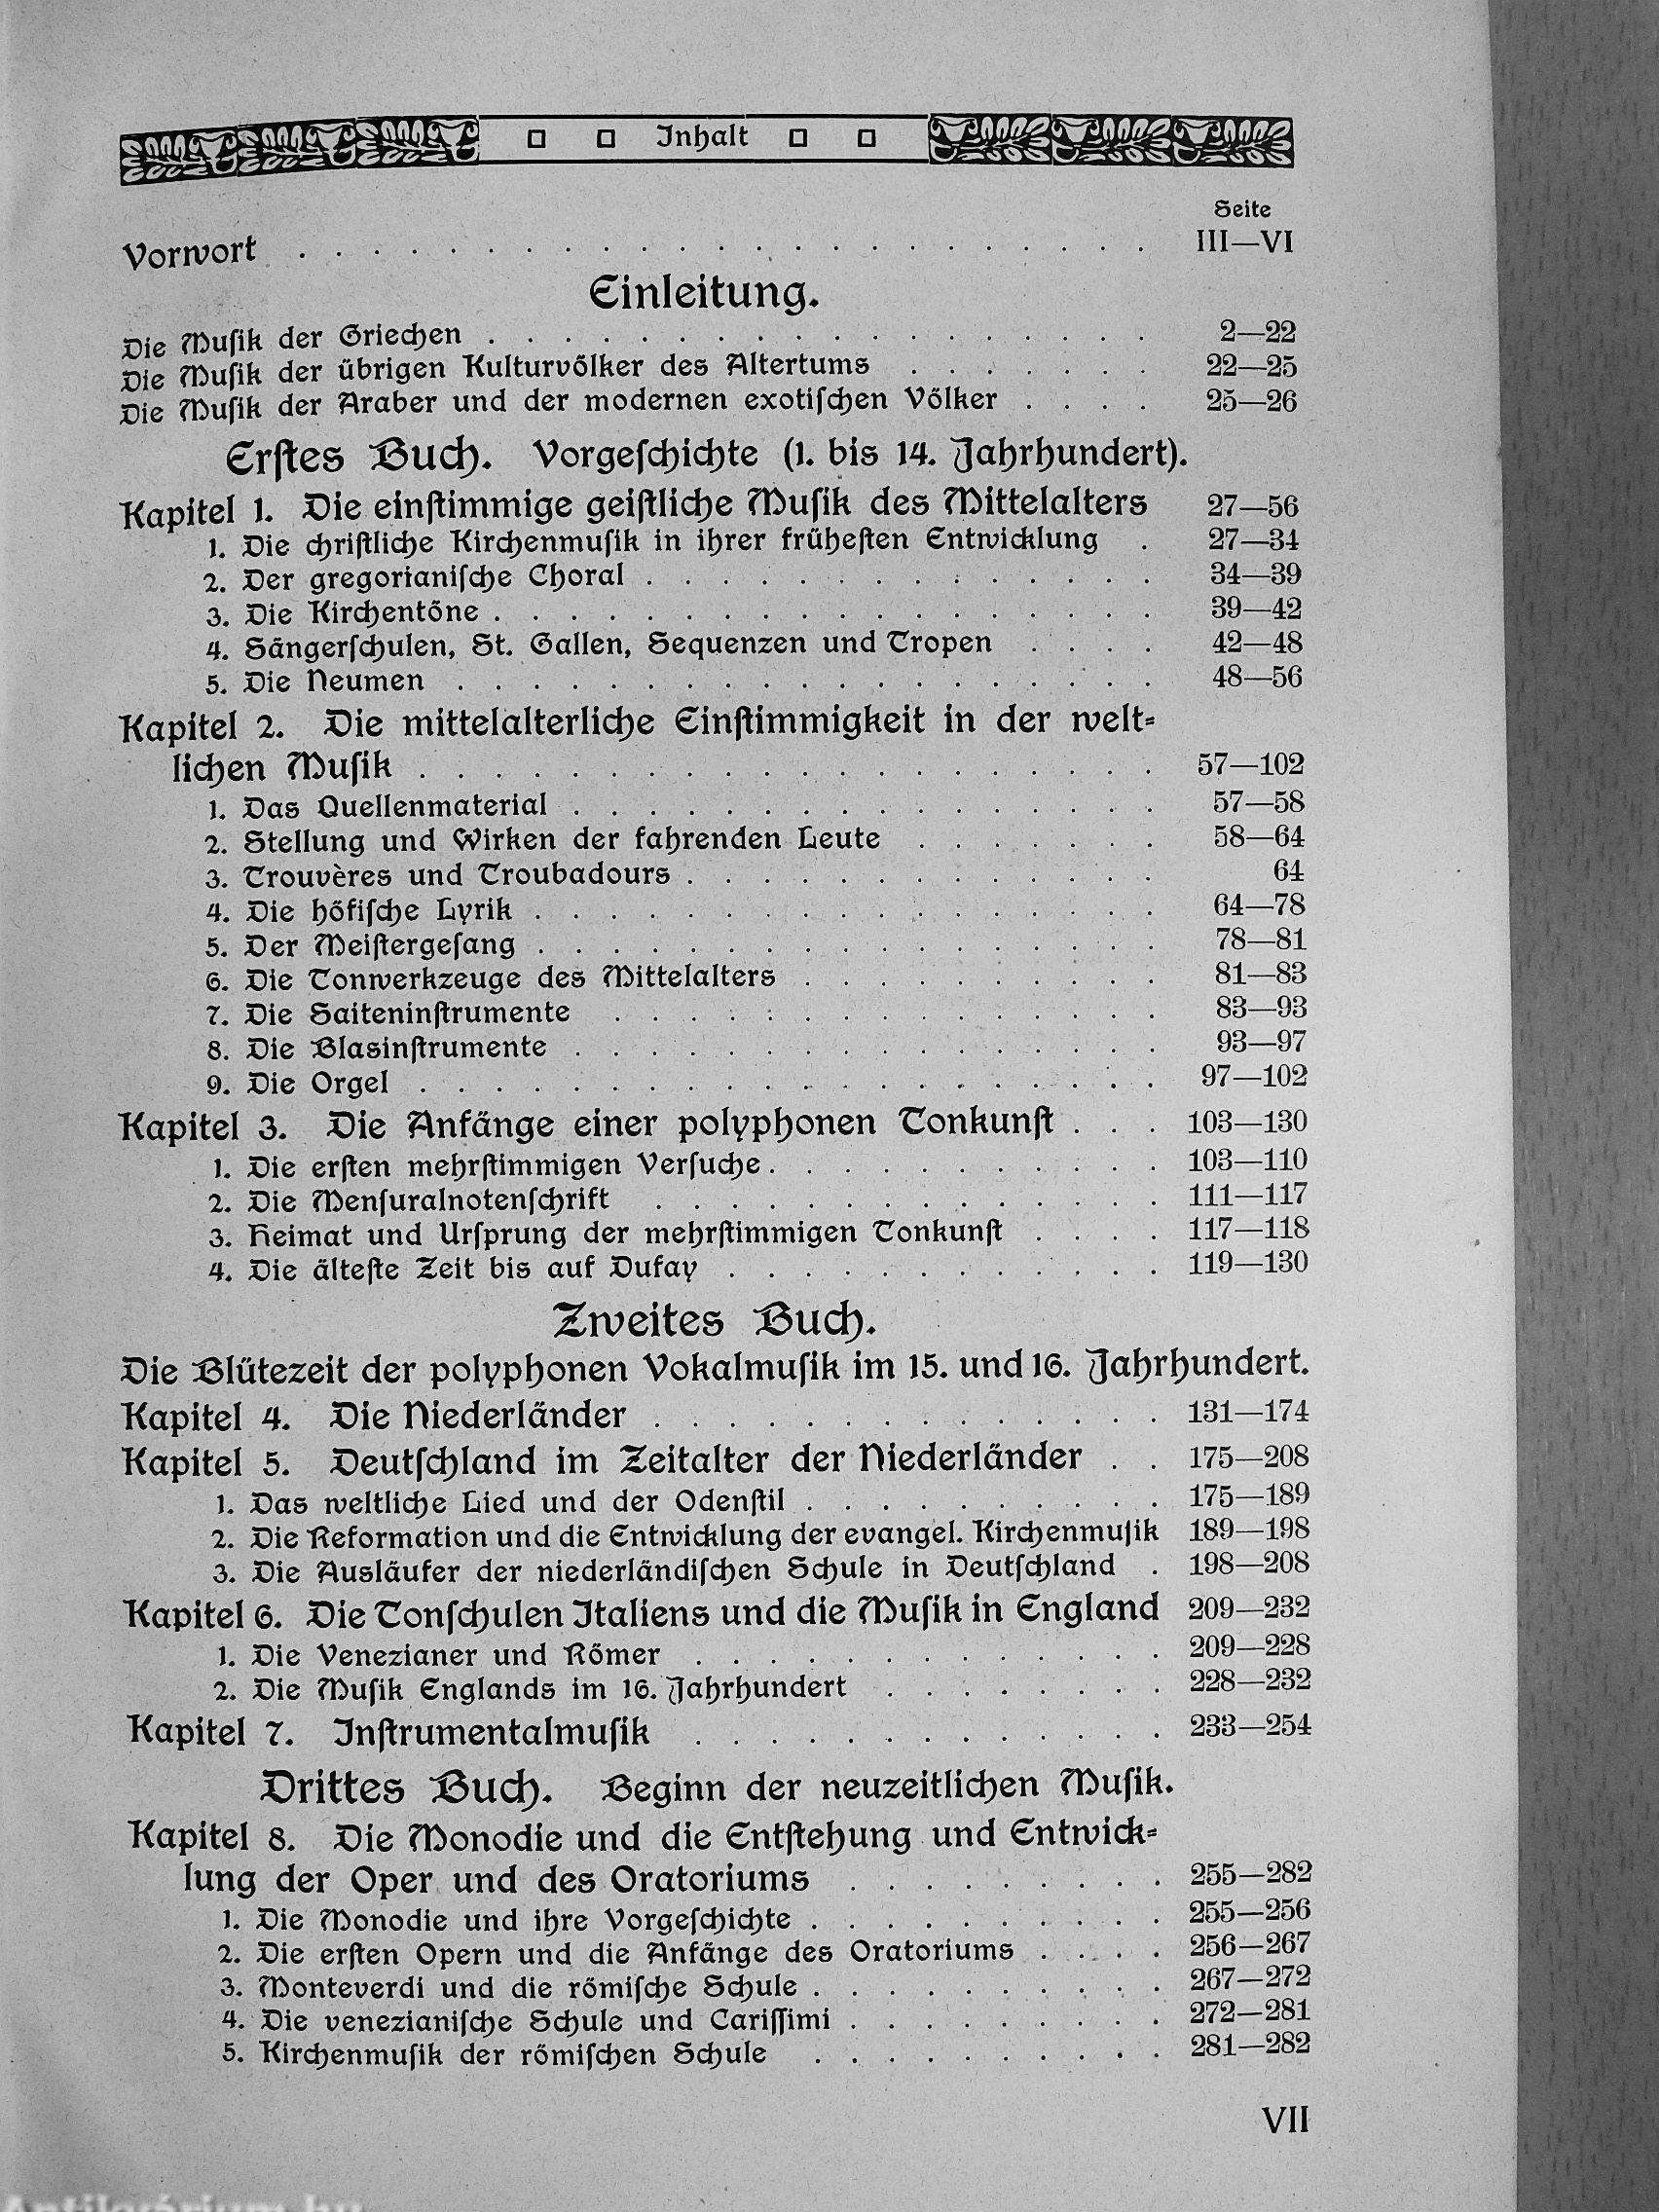 Inhalt
Seite
Vorwort . . . . . . . . . . . . . . . . . . . . . . . III—VI
Einleitung.
Die Muſik der Griechen . . . . . . . . . . . . . . . . . . 2—22
Die Muſik der übrigen Kulturvölker des Altertums . . . . . . . 22—25
Die Muſik der Araber und der modernen exotiſchen Völker . . . . 25—26
Erſtes Buch. Vorgeſchichte (1. bis 14. Jahrhundert).
Kapitel 1. Die einſtimmige geiſtliche Muſik des Mittelalters 27—56
1. Die chriſtliche Kirchenmuſik in ihrer früheſten Entwicklung . 27—34
2. Der gregorianiſche Choral . . . . . . . . . . . . . . 34—39
3. Die Kirchentöne . . . . . . . . . . . . . . . . . . 39—42
4. Sängerſchulen, St. Gallen, Sequenzen und Tropen . . . . 42—48
5. Die Neumen . . . . . . . . . . . . . . . . . . . 48—56
Kapitel 2. Die mittelalterliche Einſtimmigkeit in der welt-
lichen Muſik . . . . . . . . . . . . . . . . . . . . 57—102
1. Das Quellenmaterial . . . . . . . . . . . . . . . . 57—58
2. Stellung und Wirken der fahrenden Leute . . . . . . . 58—64
3. Trouvères und Troubadours . . . . . . . . . . . . . 64
4. Die höfiſche Lyrik . . . . . . . . . . . . . . . . . 64—78
5. Der Meiſtergeſang . . . . . . . . . . . . . . . . . 78—81
6. Die Tonwerkzeuge des Mittelalters . . . . . . . . . . 81—83
7. Die Saiteninſtrumente . . . . . . . . . . . . . . . 83—93
8. Die Blasinſtrumente . . . . . . . . . . . . . . . . 93—97
9. Die Orgel . . . . . . . . . . . . . . . . . . . . 97—102
Kapitel 3. Die Anfänge einer polyphonen Tonkunſt . . . 103—130
1. Die erſten mehrſtimmigen Verſuche . . . . . . . . . . . 103—110
2. Die Menſuralnotenſchrift . . . . . . . . . . . . . . 111—117
3. Heimat und Urſprung der mehrſtimmigen Tonkunſt . . . . 117—118
4. Die älteſte Zeit bis auf Dufay . . . . . . . . . . . . 119—130
Zweites Buch.
Die Blütezeit der polyphonen Vokalmuſik im 15. und 16. Jahrhundert.
Kapitel 4. Die Niederländer . . . . . . . . . . . . . . 131—174
Kapitel 5. Deutſchland im Zeitalter der Niederländer . . 175—208
1. Das weltliche Lied und der Odenſtil . . . . . . . . . . 175—189
2. Die Reformation und die Entwicklung der evangel. Kirchenmuſik 189—198
3. Die Ausläufer der niederländiſchen Schule in Deutſchland . 198—208
Kapitel 6. Die Tonſchulen Italiens und die Muſik in England 209—232
1. Die Venezianer und Römer . . . . . . . . . . . . . 209—228
2. Die Muſik Englands im 16. Jahrhundert . . . . . . . . 228—232
Kapitel 7. Inſtrumentalmuſik . . . . . . . . . . . . . 233—254
Drittes Buch. Beginn der neuzeitlichen Muſik.
Kapitel 8. Die Monodie und die Entſtehung und Entwick-
lung der Oper und des Oratoriums . . . . . . . . . 255—282
1. Die Monodie und ihre Vorgeſchichte . . . . . . . . . . 255—256
2. Die erſten Opern und die Anfänge des Oratoriums . . . . 256—267
3. Monteverdi und die römiſche Schule . . . . . . . . . . 267—272
4. Die venezianiſche Schule und Cariſſimi . . . . . . . . . 272—281
5. Kirchenmuſik der römiſchen Schule . . . . . . . . . . 281—282
VII